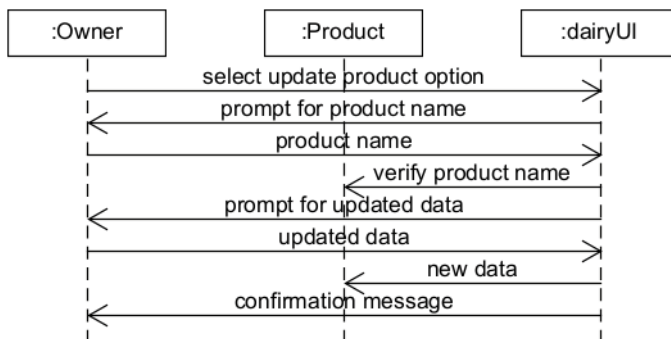 :Owner
:Product
:dairyUI
select update product option
prompt for product name
product name
verify product name
prompt for updated data
updated data
new data
confirmation message